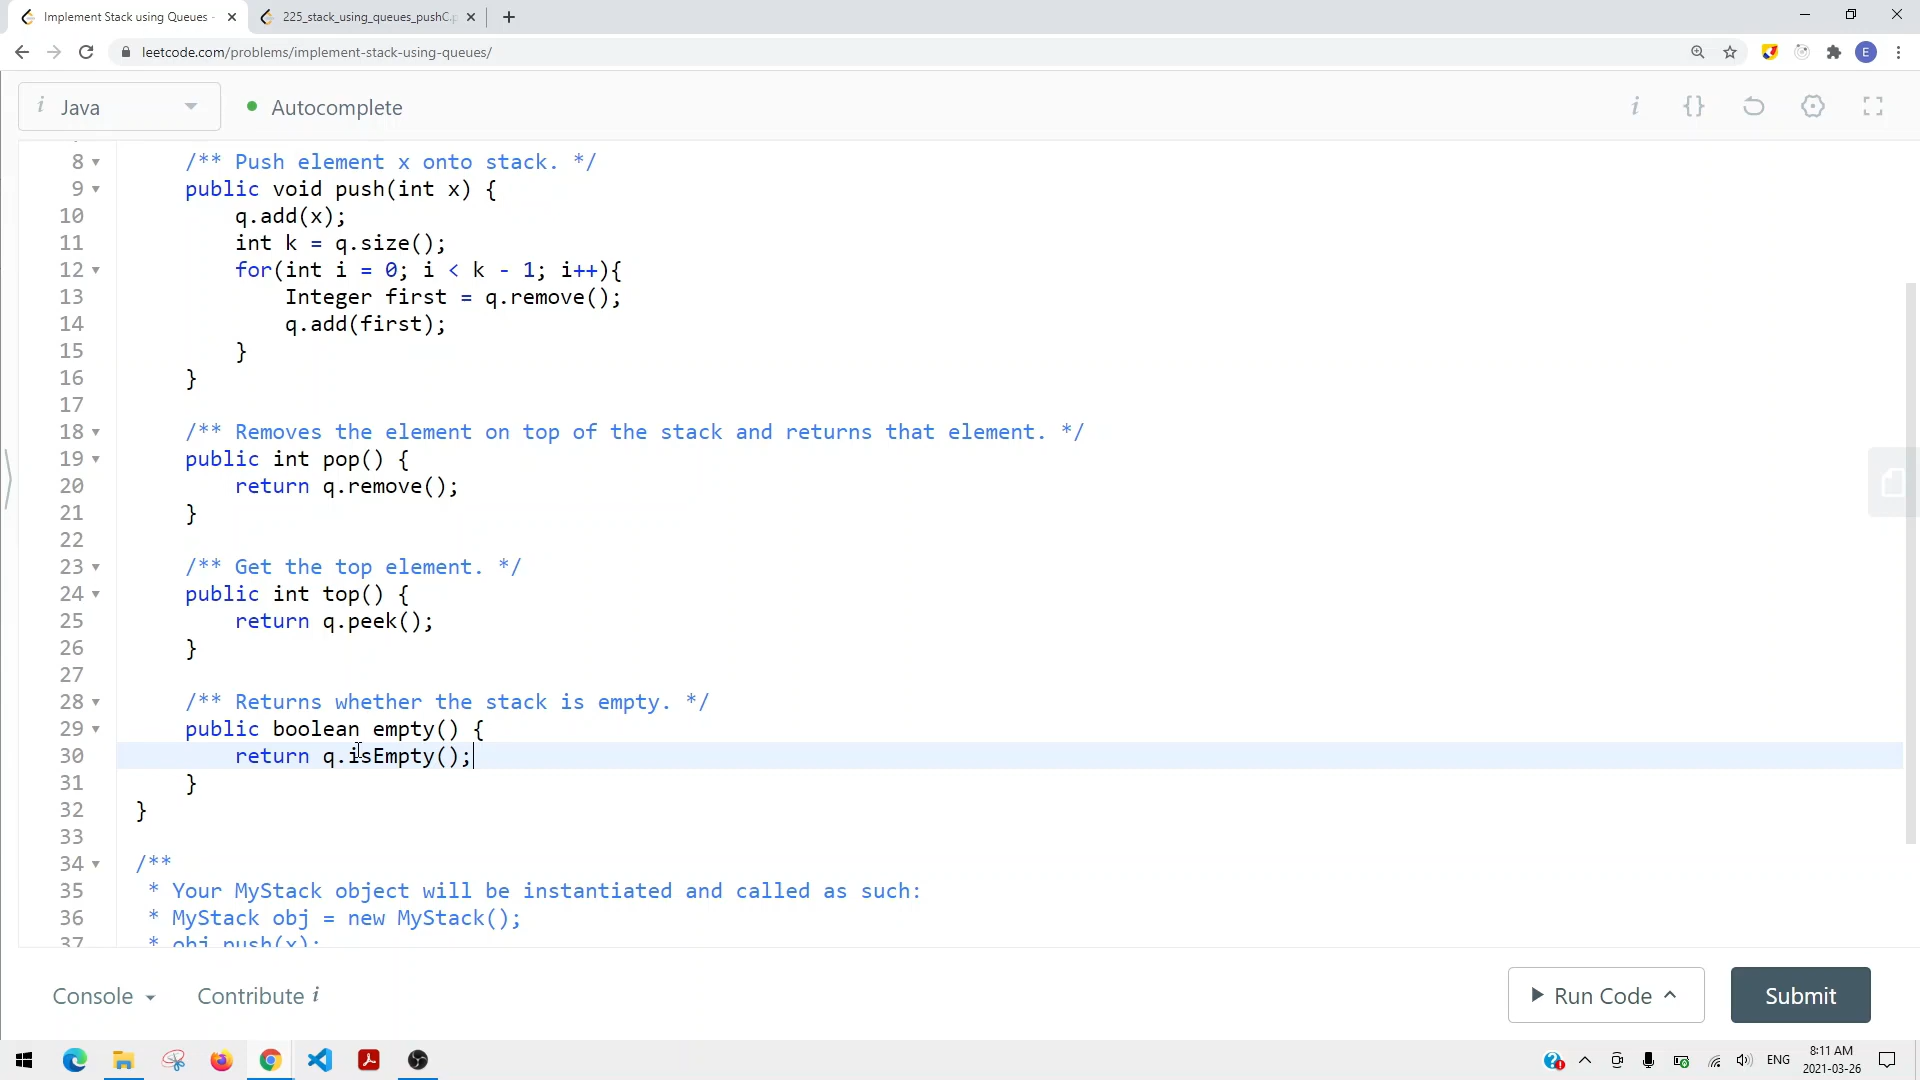 Implement Stack using Queues -
225_stack_using_queues_pushC.p
leetcode.com/problems/implement-stack-using-queues/
E
i Java
Autocomplete
i {}
8 /** Push element x onto stack. */
9 public void push(int x) {
10 q.add(x);
11 int k = q.size();
12 for(int i = 0; i < k - 1; i++){
13 Integer first = q.remove();
14 q.add(first);
15 }
16 }
17
18 /** Removes the element on top of the stack and returns that element. */
19 public int pop() {
20 return q.remove();
21 }
22
23 /** Get the top element. */
24 public int top() {
25 return q.peek();
26 }
27
28 /** Returns whether the stack is empty. */
29 public boolean empty() {
30 return q.isEmpty();
31 }
32 }
33
34 /**
35 * Your MyStack object will be instantiated and called as such:
36 * MyStack obj = new MyStack();
37 * obj.push(x);
Console
Contribute i
Run Code
Submit
ENG
8:11 AM
2021-03-26